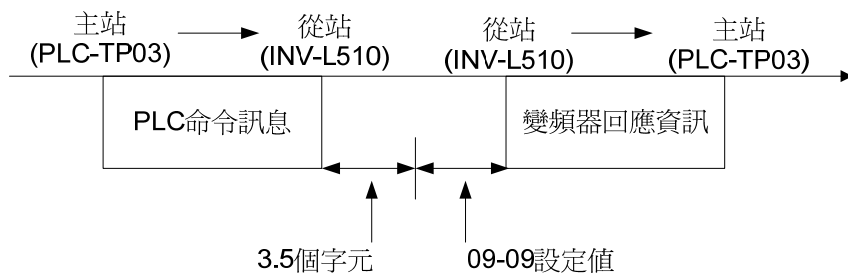 主站 從站 從站 主站
(PLC-TP03) (INV-L510) (INV-L510) (PLC-TP03)
PLC命令訊息 變頻器回應資訊
3.5個字元 09-09設定值